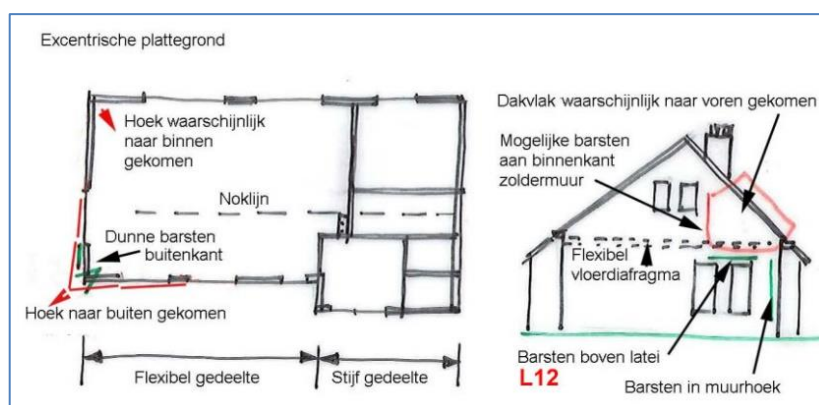 Excentrische plattegrond
Hoek waarschijnlijk
naar binnen
gekomen
Noklijn
Dunne barsten
buitenkant
Hoek naar buiten gekomen
Flexibel gedeelte
Stijf gedeelte
Dakvlak waarschijnlijk naar voren gekomen
Mogelijke barsten
aan binnenkant
zoldermuur
Flexibel
vloerdiafragma
Barsten boven latei
L12
Barsten in muurhoek